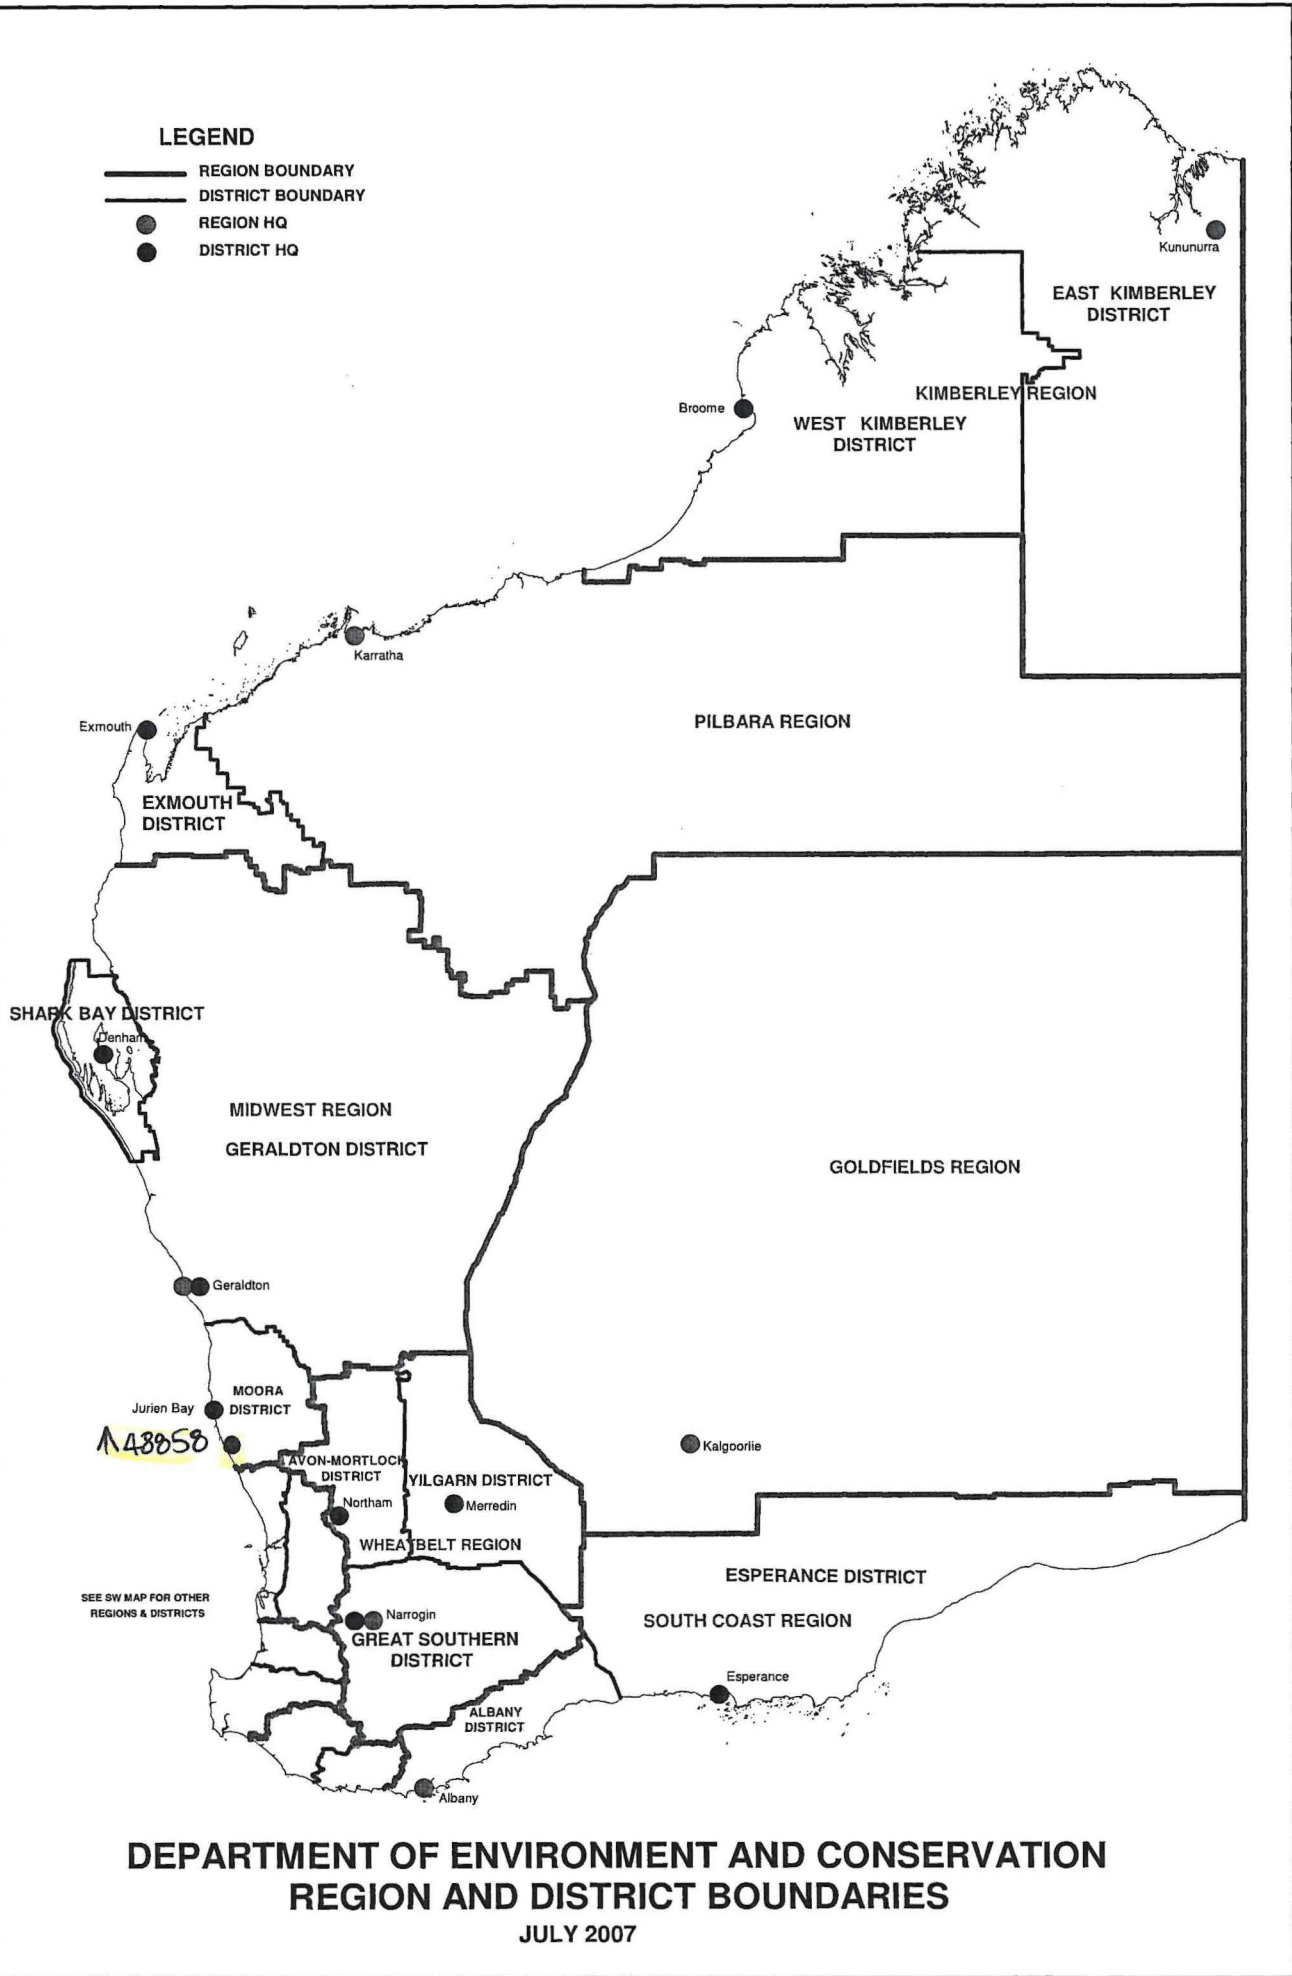 LEGEND
REGION BOUNDARY
DISTRICT BOUNDARY
REGION HQ
DISTRICT HQ
Kununurra
EAST KIMBERLEY
DISTRICT
KIMBERLEY REGION
Broome
WEST KIMBERLEY
DISTRICT
Karratha
Exmouth
PILBARA REGION
EXMOUTH
DISTRICT
SHARK BAY DISTRICT
Denham
MIDWEST REGION
GERALDTON DISTRICT
GOLDFIELDS REGION
Geraldton
MOORA
DISTRICT
Jurien Bay
48858
Kalgoorlie
AVON-MORTLOCK
DISTRICT
YILGARN DISTRICT
Northam
Merredin
WHEATBELT REGION
ESPERANCE DISTRICT
SEE SW MAP FOR OTHER
REGIONS & DISTRICTS
Narrogin
SOUTH COAST REGION
GREAT SOUTHERN
DISTRICT
Esperance
ALBANY
DISTRICT
Albany
DEPARTMENT OF ENVIRONMENT AND CONSERVATION
REGION AND DISTRICT BOUNDARIES
JULY 2007